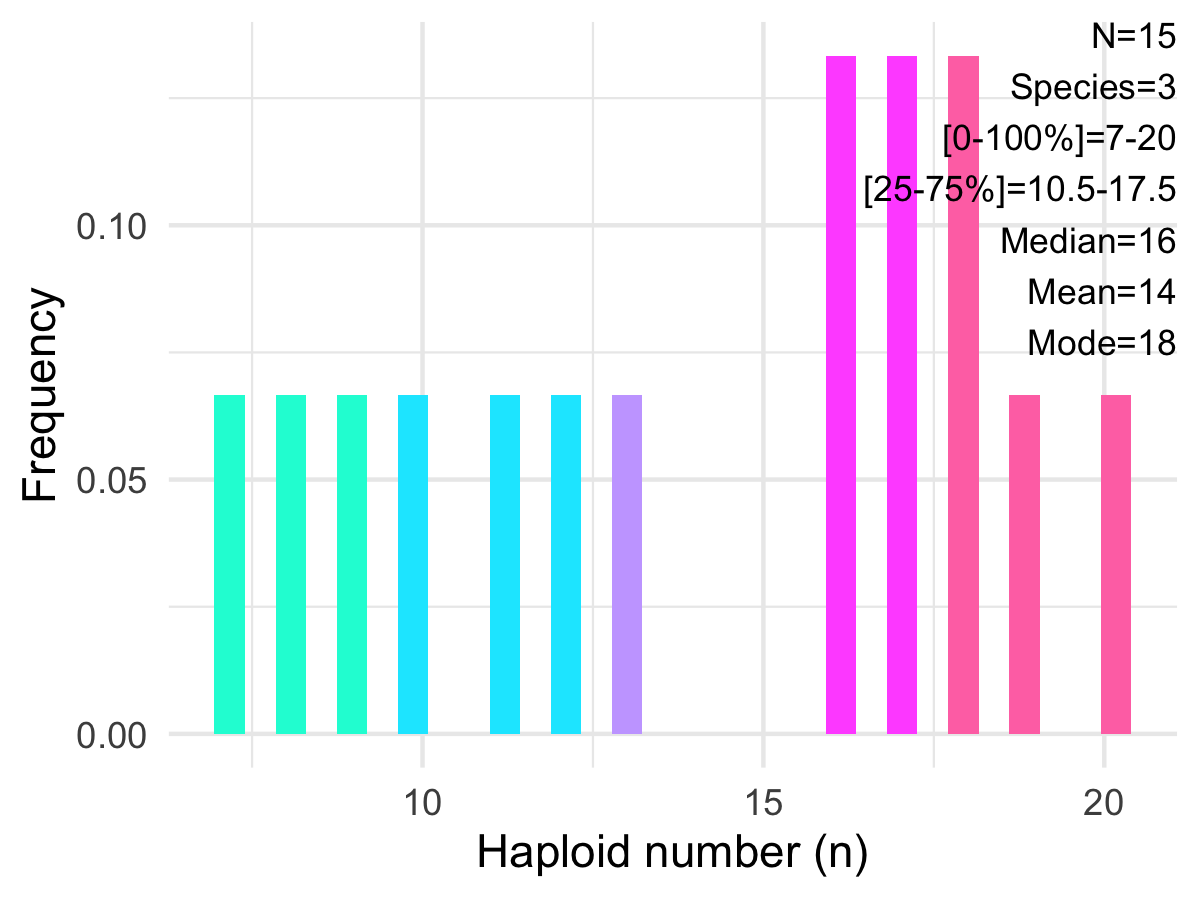 N=15
Species=3
[0-100%]=7-20
[25-75%]=10.5-17.5
Median=16
Mean=14
Mode=18
Frequency
0.10
0.05
0.00
10 15 20
Haploid number (n)